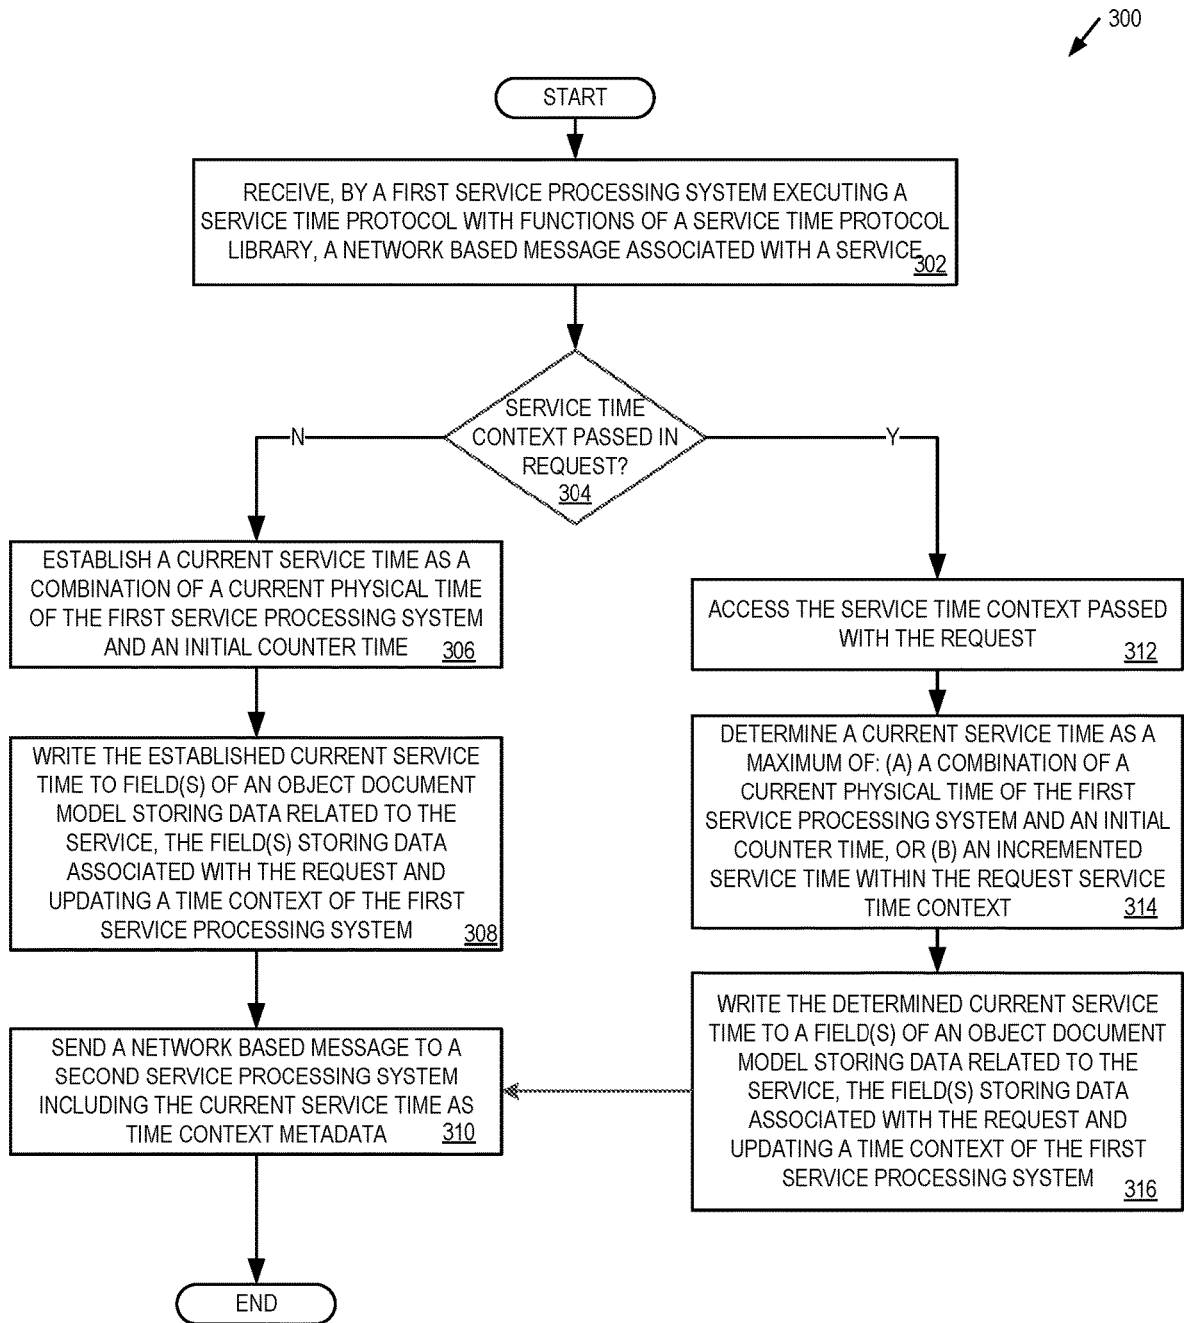 300
START
RECEIVE, BY A FIRST SERVICE PROCESSING SYSTEM EXECUTING A
SERVICE TIME PROTOCOL WITH FUNCTIONS OF A SERVICE TIME PROTOCOL
LIBRARY, A NETWORK BASED MESSAGE ASSOCIATED WITH A SERVICE
302
SERVICE TIME
CONTEXT PASSED IN
REQUEST?
304
N
Y
ESTABLISH A CURRENT SERVICE TIME AS A
COMBINATION OF A CURRENT PHYSICAL TIME
OF THE FIRST SERVICE PROCESSING SYSTEM
AND AN INITIAL COUNTER TIME
306
WRITE THE ESTABLISHED CURRENT SERVICE
TIME TO FIELD(S) OF AN OBJECT DOCUMENT
MODEL STORING DATA RELATED TO THE
SERVICE, THE FIELD(S) STORING DATA
ASSOCIATED WITH THE REQUEST AND
UPDATING A TIME CONTEXT OF THE FIRST
SERVICE PROCESSING SYSTEM
308
SEND A NETWORK BASED MESSAGE TO A
SECOND SERVICE PROCESSING SYSTEM
INCLUDING THE CURRENT SERVICE TIME AS
TIME CONTEXT METADATA
310
ACCESS THE SERVICE TIME CONTEXT PASSED
WITH THE REQUEST
312
DETERMINE A CURRENT SERVICE TIME AS A
MAXIMUM OF: (A) A COMBINATION OF A
CURRENT PHYSICAL TIME OF THE FIRST
SERVICE PROCESSING SYSTEM AND AN INITIAL
COUNTER TIME, OR (B) AN INCREMENTED
SERVICE TIME WITHIN THE REQUEST SERVICE
TIME CONTEXT
314
WRITE THE DETERMINED CURRENT SERVICE
TIME TO A FIELD(S) OF AN OBJECT DOCUMENT
MODEL STORING DATA RELATED TO THE
SERVICE, THE FIELD(S) STORING DATA
ASSOCIATED WITH THE REQUEST AND
UPDATING A TIME CONTEXT OF THE FIRST
SERVICE PROCESSING SYSTEM
316
END